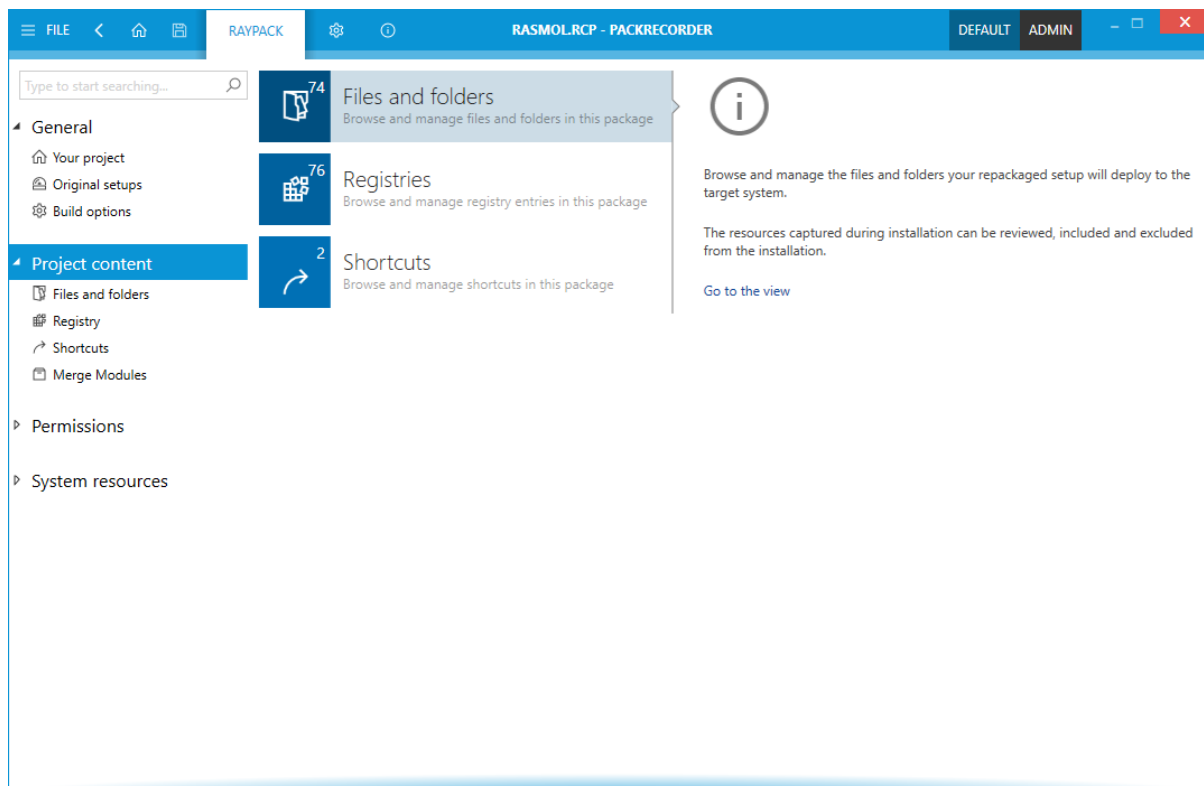 FILE
RAYPACK
RASMOL.RCP - PACKRECORDER
DEFAULT
ADMIN
Type to start searching...
General
Your project
Original setups
Build options
Project content
Files and folders
Registry
Shortcuts
Merge Modules
Permissions
System resources
74
Files and folders
Browse and manage files and folders in this package
76
Registries
Browse and manage registry entries in this package
2
Shortcuts
Browse and manage shortcuts in this package
Browse and manage the files and folders your repackaged setup will deploy to the
target system.
The resources captured during installation can be reviewed, included and excluded
from the installation.
Go to the view